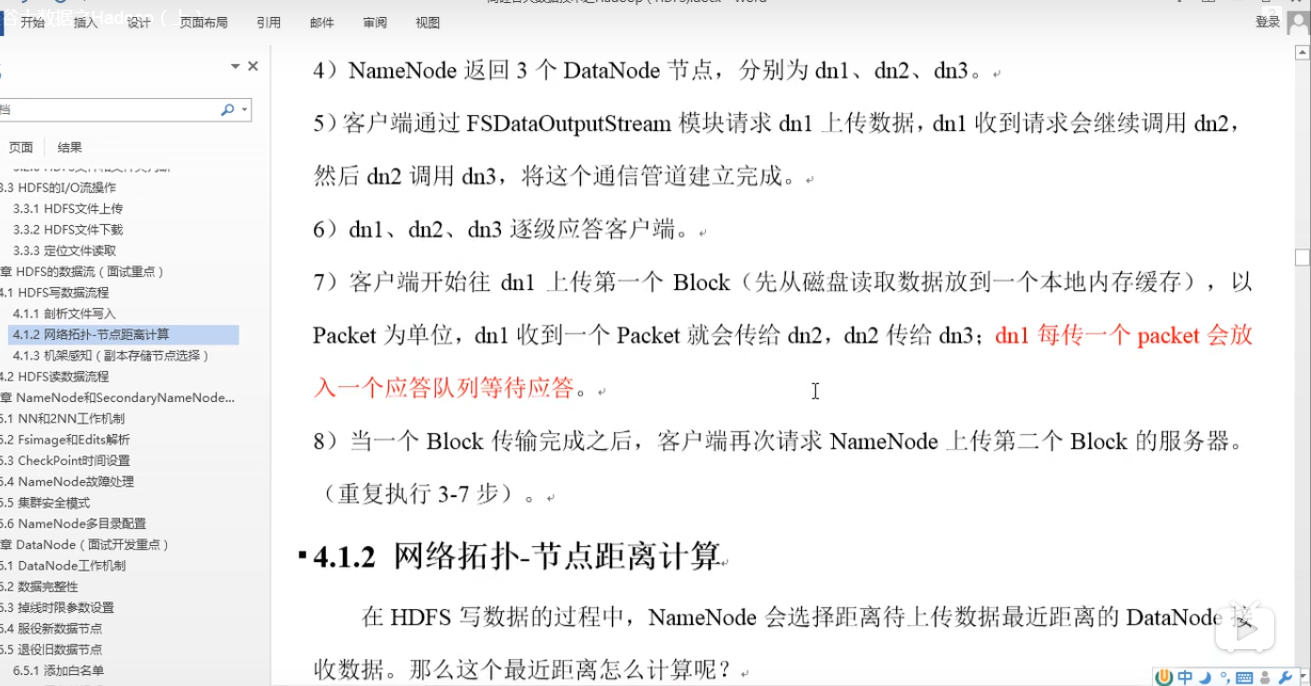 开始 插入 设计 页面布局 引用 邮件 审阅 视图
登录
档
页面 结果
3.3 HDFS的I/O流操作
3.3.1 HDFS文件上传
3.3.2 HDFS文件下载
3.3.3 定位文件读取
章 HDFS的数据流（面试重点）
4.1 HDFS写数据流程
4.1.1 剖析文件写入
4.1.2 网络拓扑-节点距离计算
4.1.3 机架感知（副本存储节点选择）
4.2 HDFS读数据流程
章 NameNode和SecondaryNameNode...
5.1 NN和2NN工作机制
5.2 Fsimage和Edits解析
5.3 CheckPoint时间设置
5.4 NameNode故障处理
5.5 集群安全模式
5.6 NameNode多目录配置
章 DataNode（面试开发重点）
6.1 DataNode工作机制
6.2 数据完整性
6.3 掉线时限参数设置
6.4 服役新数据节点
6.5 退役旧数据节点
6.5.1 添加白名单
4）NameNode 返回 3 个 DataNode 节点，分别为 dn1、dn2、dn3。
5）客户端通过 FSDataOutputStream 模块请求 dn1 上传数据，dn1 收到请求会继续调用 dn2，
然后 dn2 调用 dn3，将这个通信管道建立完成。
6）dn1、dn2、dn3 逐级应答客户端。
7）客户端开始往 dn1 上传第一个 Block（先从磁盘读取数据放到一个本地内存缓存），以
Packet 为单位，dn1 收到一个 Packet 就会传给 dn2，dn2 传给 dn3；dn1 每传一个 packet 会放
入一个应答队列等待应答。
8）当一个 Block 传输完成之后，客户端再次请求 NameNode 上传第二个 Block 的服务器。
（重复执行 3-7 步）。
4.1.2 网络拓扑-节点距离计算
在 HDFS 写数据的过程中，NameNode 会选择距离待上传数据最近距离的 DataNode 接
收数据。那么这个最近距离怎么计算呢？
中